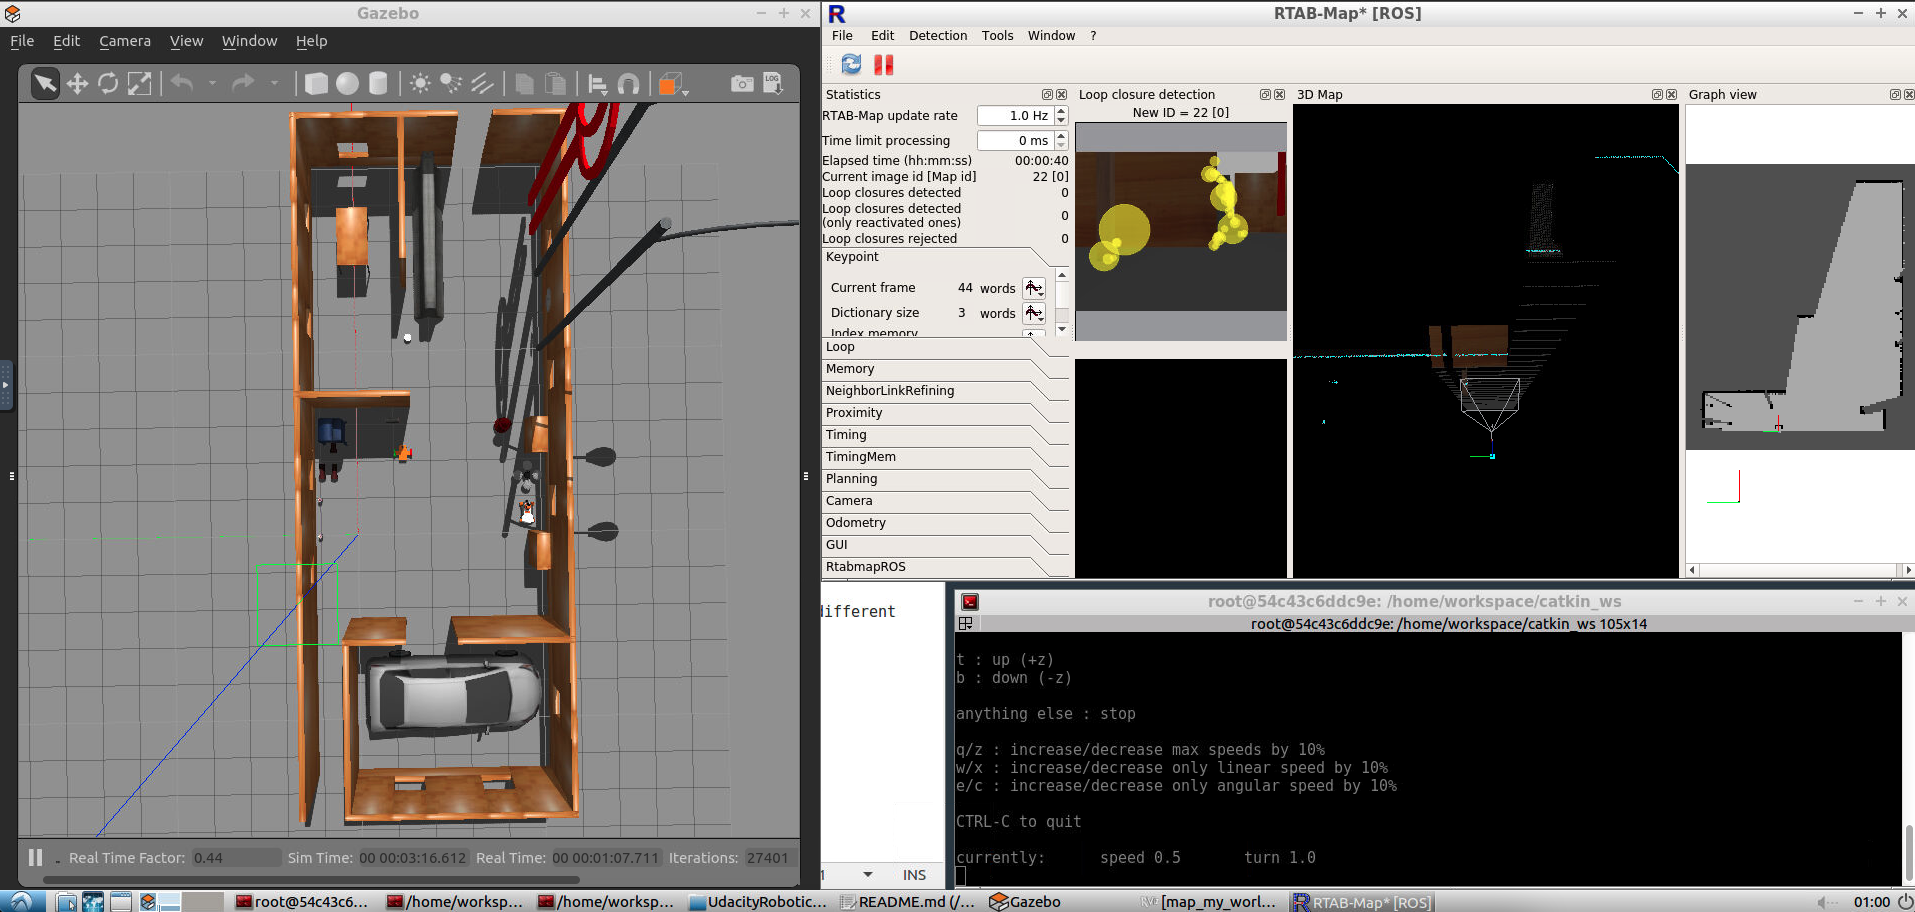 Gazebo
File Edit Camera View Window Help
LOG
Real Time Factor: 0.44 Sim Time: 00 00:03:16.612 Real Time: 00 00:01:07.711 Iterations: 27401
RTAB-Map* [ROS]
File Edit Detection Tools Window ?
Statistics
RTAB-Map update rate 1.0 Hz
Time limit processing 0 ms
Elapsed time (hh:mm:ss) 00:00:40
Current image id [Map id] 22 [0]
Loop closures detected 0
Loop closures detected
(only reactivated ones) 0
Loop closures rejected 0
Keypoint
Current frame 44 words
Dictionary size 3 words
Index memory
Loop
Memory
NeighborLinkRefining
Proximity
Timing
TimingMem
Planning
Camera
Odometry
GUI
RtabmapROS
Loop closure detection
New ID = 22 [0]
3D Map
Graph view
different
1 INS
root@54c43c6ddc9e: /home/workspace/catkin_ws
root@54c43c6ddc9e: /home/workspace/catkin_ws 105x14
t : up (+z)
b : down (-z)
anything else : stop
q/z : increase/decrease max speeds by 10%
w/x : increase/decrease only linear speed by 10%
e/c : increase/decrease only angular speed by 10%
CTRL-C to quit
currently: speed 0.5 turn 1.0
root@54c43c6... /home/worksp... /home/worksp... UdacityRobotic... README.md (/... Gazebo [map_my_worl... RTAB-Map* [ROS] 01:00